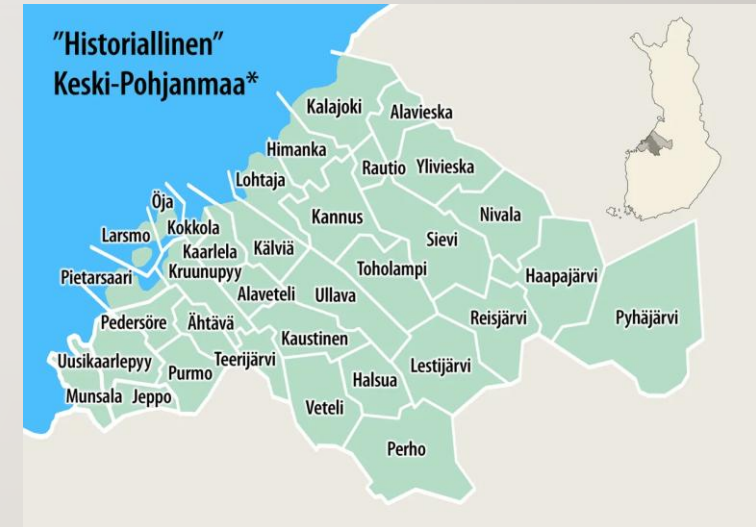 ”Historiallinen”
Keski-Pohjanmaa*
Kalajoki
Alavieska
Himanka
Rautio
Ylivieska
Lohtaja
Öja
Kannus
Nivala
Larsmo
Kokkola
Sievi
Kaarlela
Kälviä
Pietarsaari
Kruunupyy
Toholampi
Haapajärvi
Alaveteli
Ullava
Pedersöre
Ähtävä
Reisjärvi
Pyhäjärvi
Kaustinen
Uusikaarlepyy
Purmo
Teerijärvi
Lestijärvi
Munsala
Jeppo
Halsua
Veteli
Perho